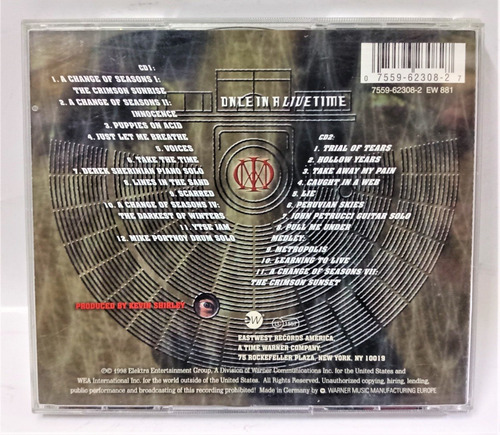 0 7559-62308-2 7
7559-62308-2 EW 881
ONCE IN A LIVETIME
CD1:
1. A CHANGE OF SEASONS I:
THE CRIMSON SUNRISE
2. A CHANGE OF SEASONS II:
INNOCENCE
3. PUPPIES ON ACID
4. JUST LET ME BREATHE
5. VOICES
6. TAKE THE TIME
7. DEREK SHERINIAN PIANO SOLO
8. LINES IN THE SAND
9. SCARRED
10. A CHANGE OF SEASONS IV:
THE DARKEST OF WINTERS
11. YTSE JAM
12. MIKE PORTNOY DRUM SOLO
CD2:
1. TRIAL OF TEARS
2. HOLLOW YEARS
3. TAKE AWAY MY PAIN
4. CAUGHT IN A WEB
5. LIE
6. PERUVIAN SKIES
7. JOHN PETRUCCI GUITAR SOLO
8. PULL ME UNDER
MEDLEY:
9. METROPOLIS
10. LEARNING TO LIVE
11. A CHANGE OF SEASONS VII:
THE CRIMSON SUNSET
PRODUCED BY KEVIN SHIRLEY
ew
EASTWEST RECORDS AMERICA,
A TIME WARNER COMPANY.
75 ROCKEFELLER PLAZA, NEW YORK, NY 10019
℗© 1998 Elektra Entertainment Group, A Division of Warner Communications Inc. for the United States and
WEA International Inc. for the world outside of the United States. All Rights Reserved. Unauthorized copying, hiring, lending,
public performance and broadcasting of this recording prohibited! Made in Germany by WARNER MUSIC MANUFACTURING EUROPE